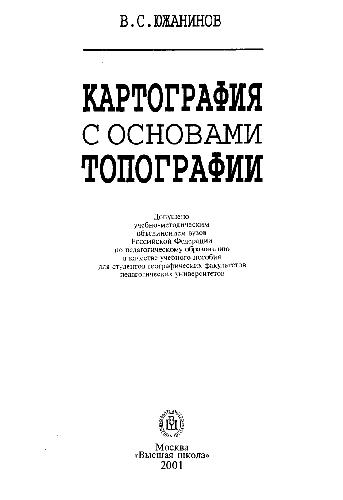 В.С.ЮЖАНИНОВ
КАРТОГРАФИЯ
С ОСНОВАМИ
ТОПОГРАФИИ
Допущено
учебно-методическим
объединением вузов
Российской Федерации
по педагогическому образованию
в качестве учебного пособия
для студентов географических факультетов
педагогических университетов
Москва
«Высшая школа»
2001